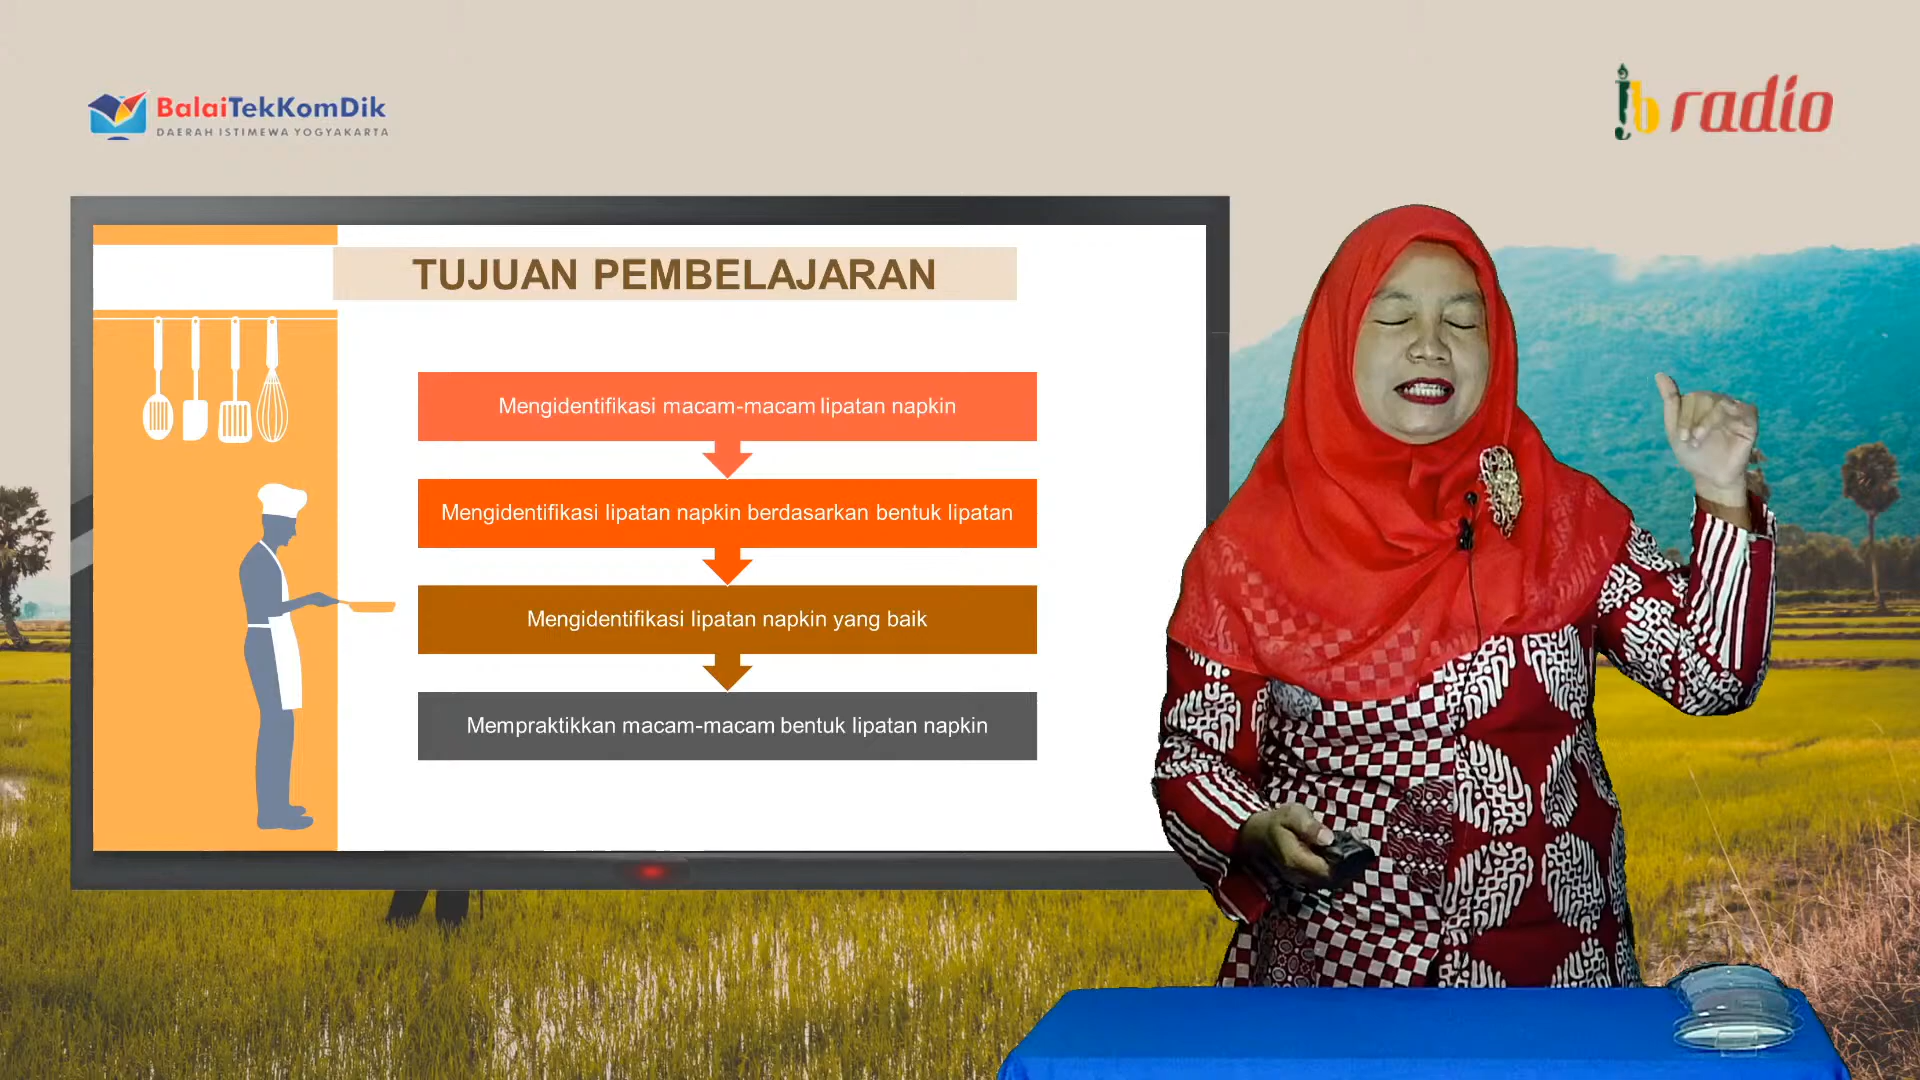 BalaiTekKomDik
DAERAH ISTIMEWA YOGYAKARTA
jb radio
TUJUAN PEMBELAJARAN
Mengidentifikasi macam-macam lipatan napkin
Mengidentifikasi lipatan napkin berdasarkan bentuk lipatan
Mengidentifikasi lipatan napkin yang baik
Mempraktikkan macam-macam bentuk lipatan napkin